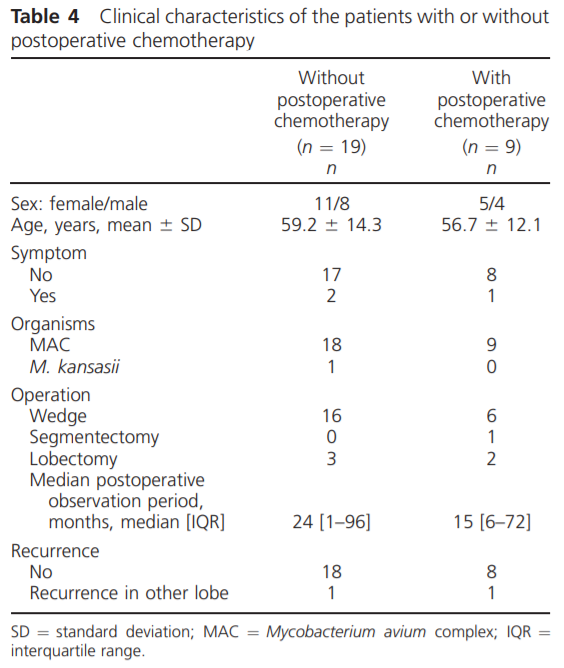 Table 4 Clinical characteristics of the patients with or without
postoperative chemotherapy
Without postoperative chemotherapy (n = 19) n
With postoperative chemotherapy (n = 9) n
Sex: female/male 11/8 5/4
Age, years, mean ± SD 59.2 ± 14.3 56.7 ± 12.1
Symptom
No 17 8
Yes 2 1
Organisms
MAC 18 9
M. kansasii 1 0
Operation
Wedge 16 6
Segmentectomy 0 1
Lobectomy 3 2
Median postoperative
observation period,
months, median [IQR] 24 [1–96] 15 [6–72]
Recurrence
No 18 8
Recurrence in other lobe 1 1
SD = standard deviation; MAC = Mycobacterium avium complex; IQR =
interquartile range.